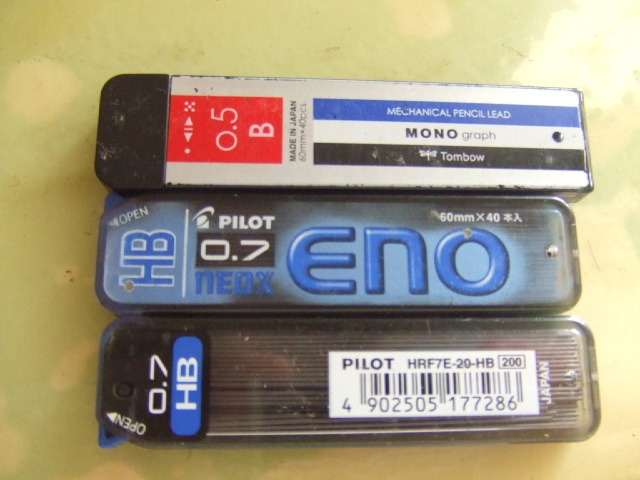 0.5
B
MADE IN JAPAN
60mm×40pcs.
MECHANICAL PENCIL LEAD
MONO graph
Tombow
OPEN
HB
PILOT
0.7
neox
eno
60mm×40 本入
OPEN
0.7
HB
PILOT HRF7E-20-HB 200
4 902505 177286
JAPAN